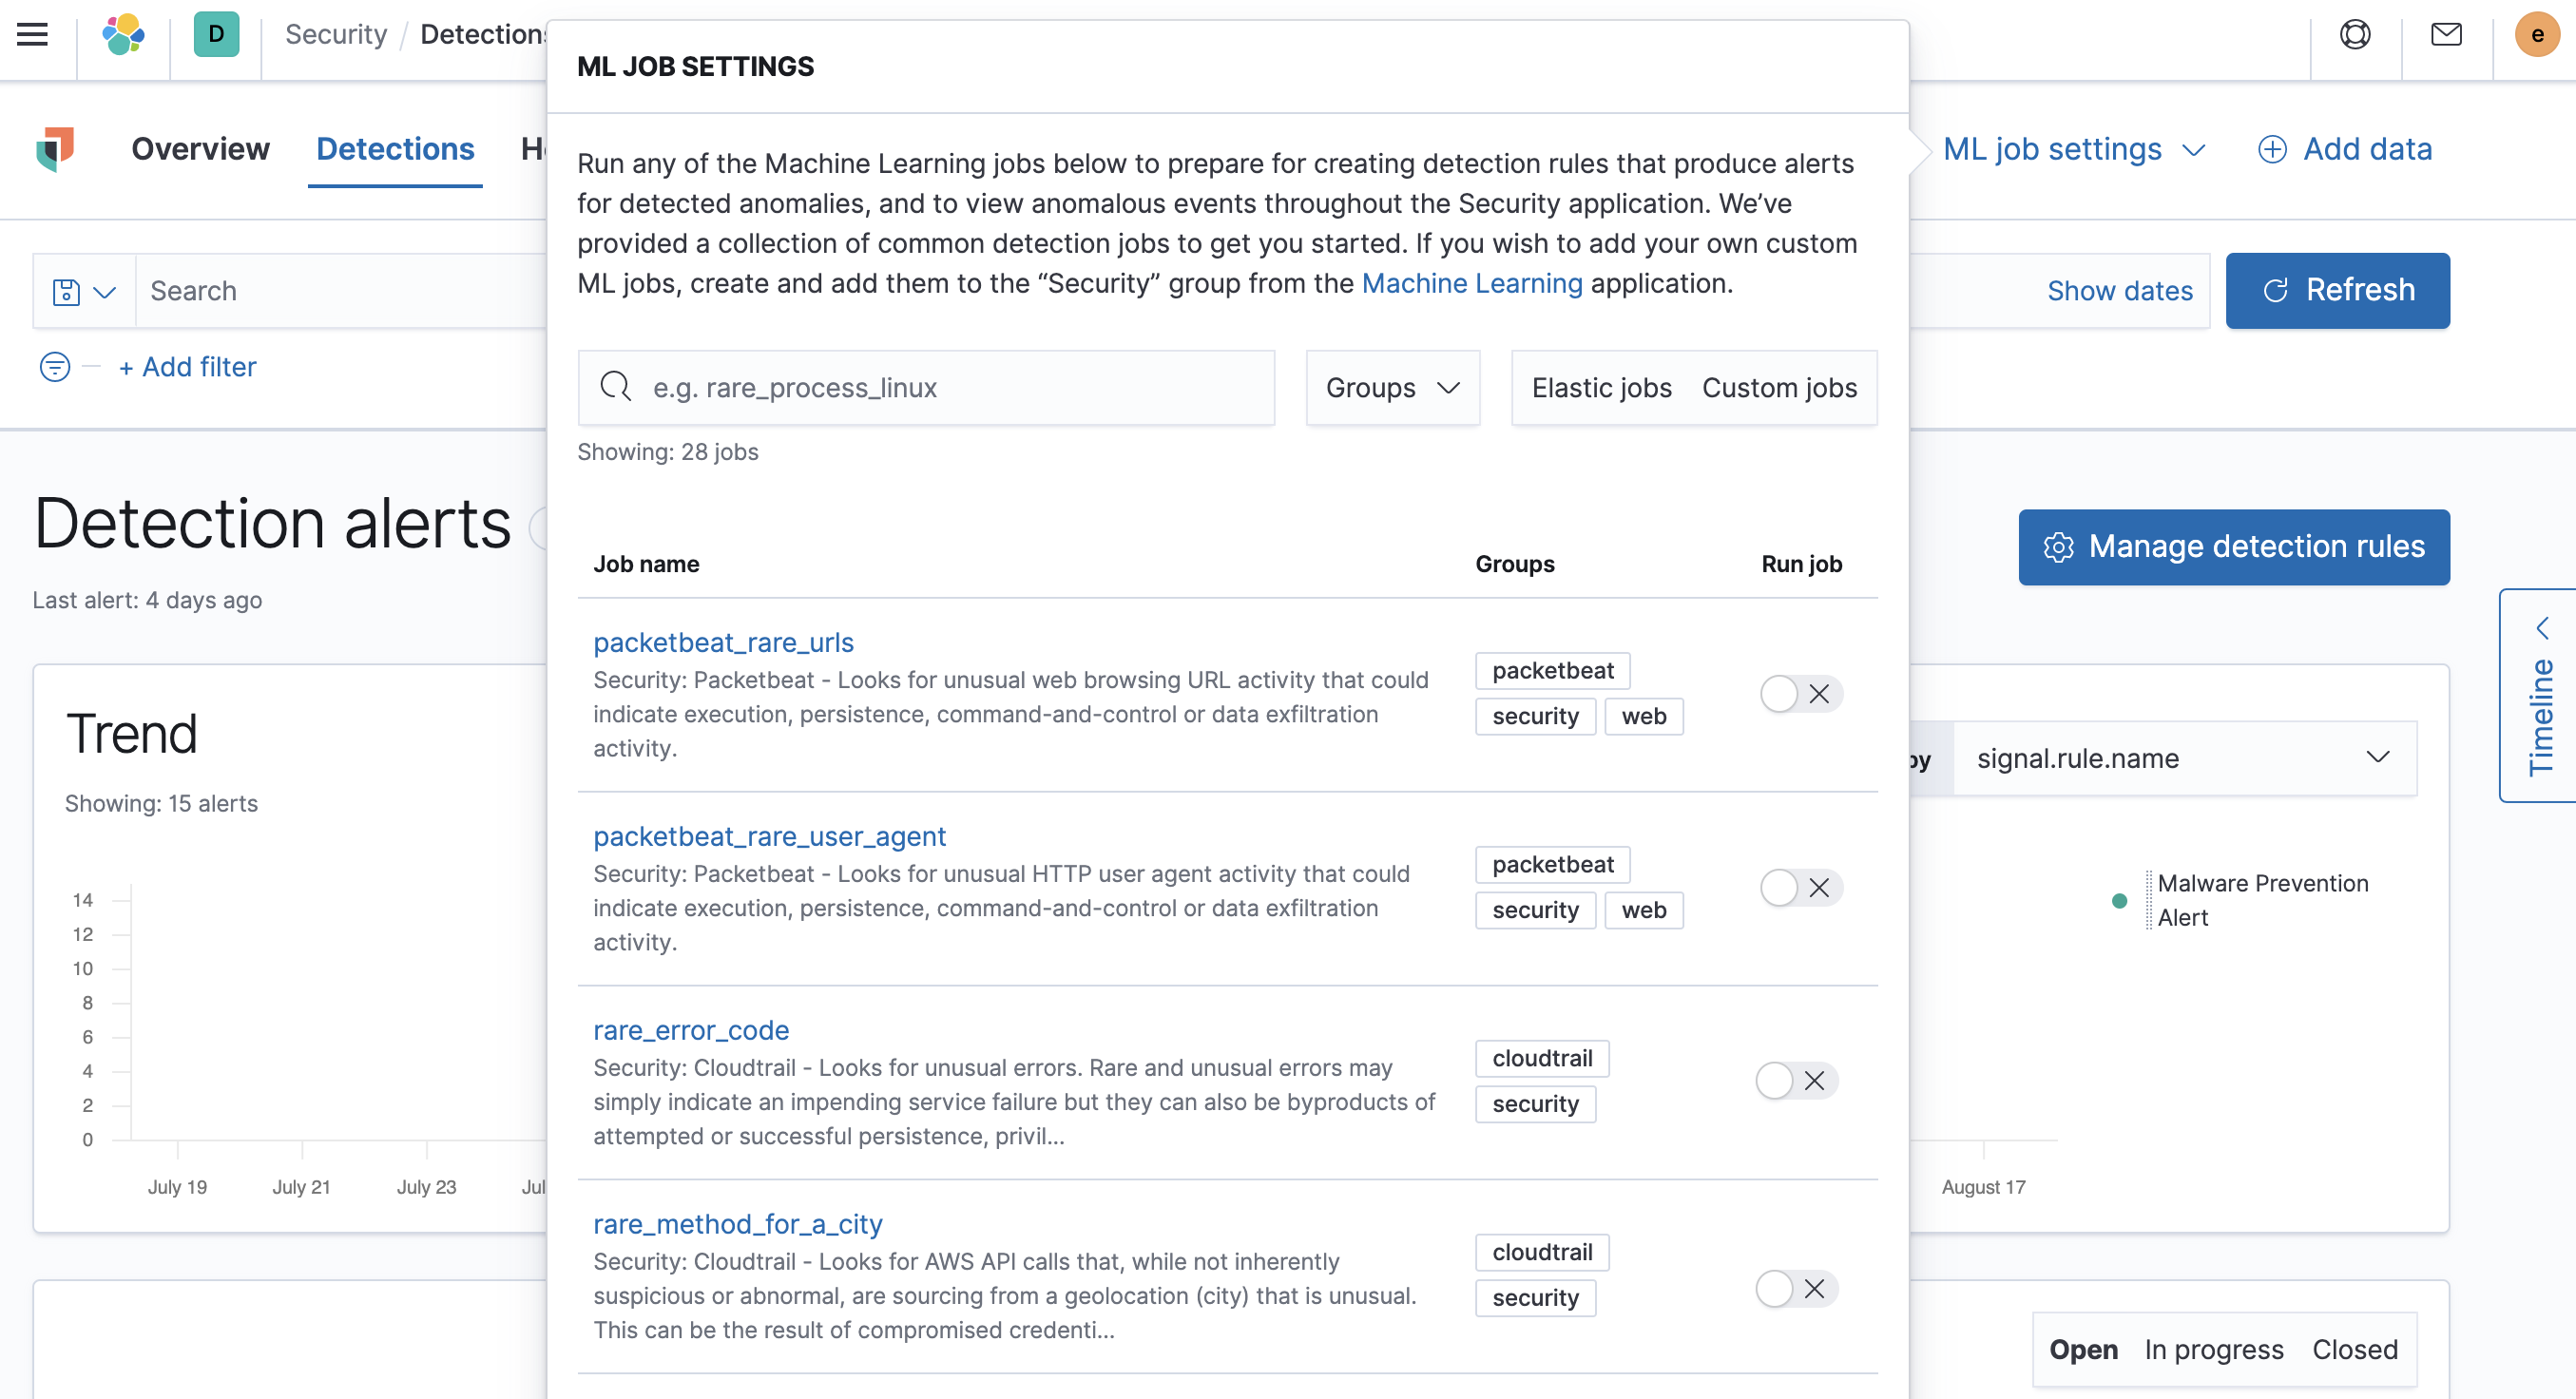 D
Security / Detections
e
ML JOB SETTINGS
Overview
Detections
ML job settings
Add data
Run any of the Machine Learning jobs below to prepare for creating detection rules that produce alerts
for detected anomalies, and to view anomalous events throughout the Security application. We’ve
provided a collection of common detection jobs to get you started. If you wish to add your own custom
ML jobs, create and add them to the “Security” group from the Machine Learning application.
Search
Show dates
Refresh
+ Add filter
e.g. rare_process_linux
Groups
Elastic jobs
Custom jobs
Showing: 28 jobs
Detection alerts
Last alert: 4 days ago
Manage detection rules
Job name
Groups
Run job
packetbeat_rare_urls
Security: Packetbeat - Looks for unusual web browsing URL activity that could
indicate execution, persistence, command-and-control or data exfiltration
activity.
packetbeat
security
web
packetbeat_rare_user_agent
Security: Packetbeat - Looks for unusual HTTP user agent activity that could
indicate execution, persistence, command-and-control or data exfiltration
activity.
packetbeat
security
web
rare_error_code
Security: Cloudtrail - Looks for unusual errors. Rare and unusual errors may
simply indicate an impending service failure but they can also be byproducts of
attempted or successful persistence, privil...
cloudtrail
security
rare_method_for_a_city
Security: Cloudtrail - Looks for AWS API calls that, while not inherently
suspicious or abnormal, are sourcing from a geolocation (city) that is unusual.
This can be the result of compromised credenti...
cloudtrail
security
Trend
Showing: 15 alerts
14
12
10
8
6
4
2
0
July 19
July 21
July 23
August 17
signal.rule.name
Malware Prevention
Alert
Timeline
Open
In progress
Closed